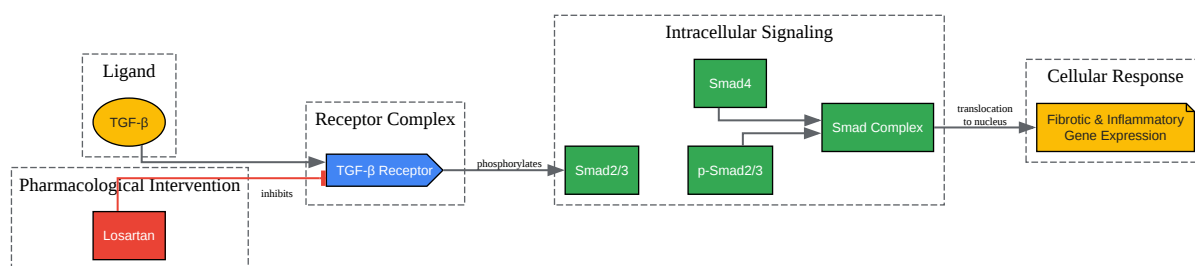 Ligand
TGF-β
Pharmacological Intervention
inhibits
Losartan
Receptor Complex
TGF-β Receptor
phosphorylates
Intracellular Signaling
Smad4
Smad2/3
p-Smad2/3
Smad Complex
translocation
to nucleus
Cellular Response
Fibrotic & Inflammatory
Gene Expression